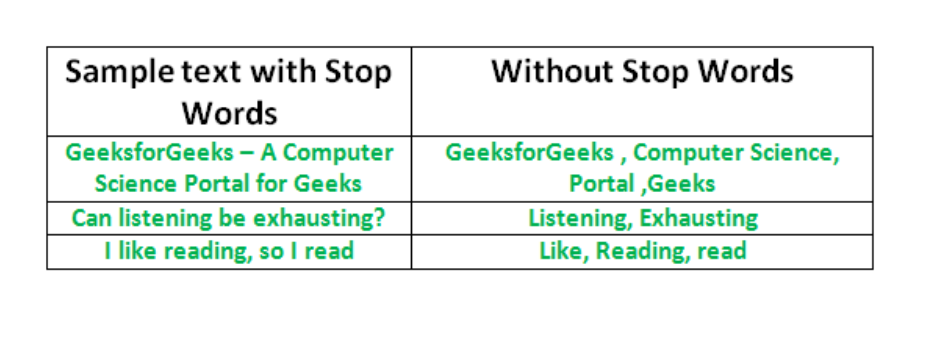 Sample text with Stop
Words
Without Stop Words
GeeksforGeeks – A Computer
Science Portal for Geeks
GeeksforGeeks , Computer Science,
Portal ,Geeks
Can listening be exhausting?
Listening, Exhausting
I like reading, so I read
Like, Reading, read